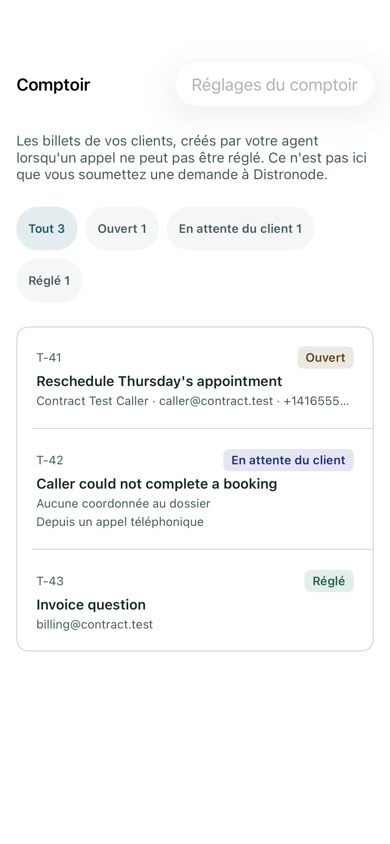 Comptoir
Réglages du comptoir
Les billets de vos clients, créés par votre agent
lorsqu'un appel ne peut pas être réglé. Ce n'est pas ici
que vous soumettez une demande à Distronode.
Tout 3
Ouvert 1
En attente du client 1
Réglé 1
T-41
Ouvert
Reschedule Thursday's appointment
Contract Test Caller · caller@contract.test · +1416555…
T-42
En attente du client
Caller could not complete a booking
Aucune coordonnée au dossier
Depuis un appel téléphonique
T-43
Réglé
Invoice question
billing@contract.test